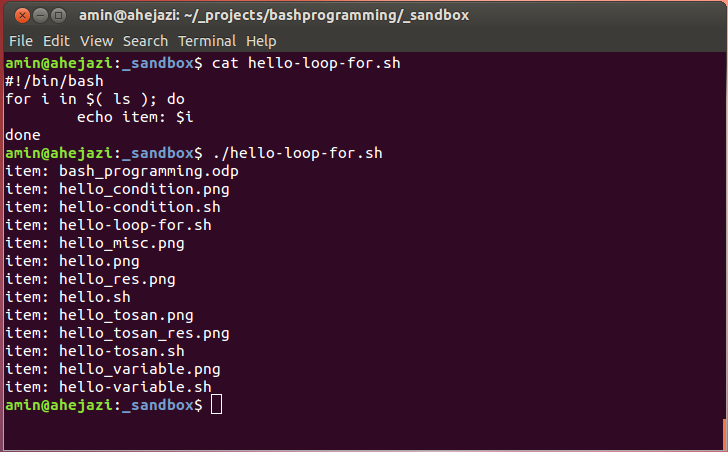 amin@ahejazi: ~/_projects/bashprogramming/_sandbox
File Edit View Search Terminal Help
amin@ahejazi:_sandbox$ cat hello-loop-for.sh
#!/bin/bash
for i in $( ls ); do
        echo item: $i
done
amin@ahejazi:_sandbox$ ./hello-loop-for.sh
item: bash_programming.odp
item: hello_condition.png
item: hello-condition.sh
item: hello-loop-for.sh
item: hello_misc.png
item: hello.png
item: hello_res.png
item: hello.sh
item: hello_tosan.png
item: hello_tosan_res.png
item: hello-tosan.sh
item: hello_variable.png
item: hello-variable.sh
amin@ahejazi:_sandbox$